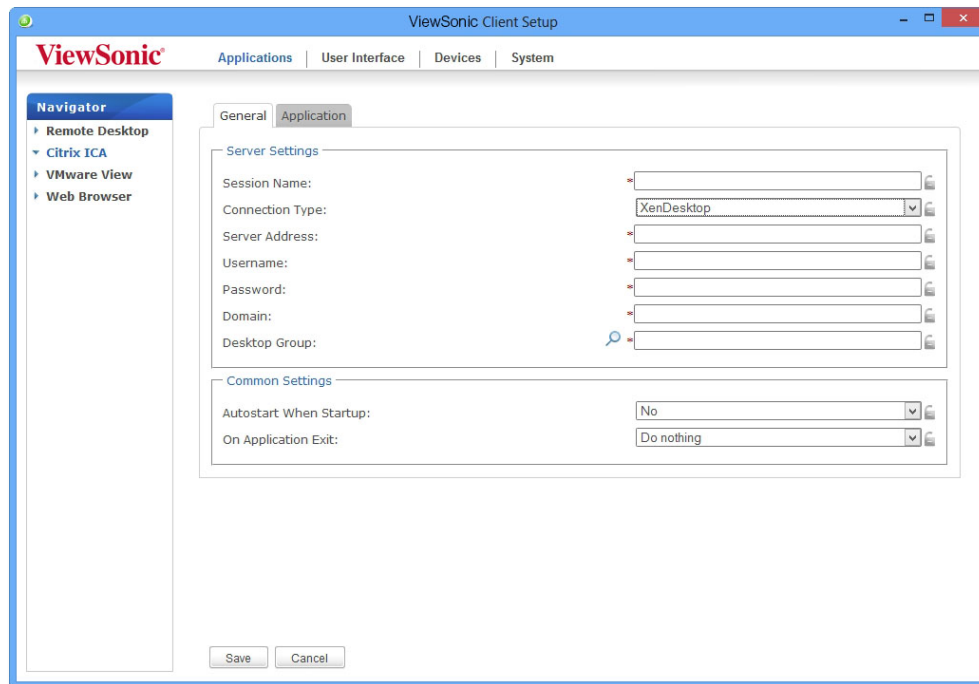 ViewSonic Client Setup
ViewSonic®
Applications | User Interface | Devices | System
Navigator
Remote Desktop
Citrix ICA
VMware View
Web Browser
General Application
Server Settings
Session Name: *
Connection Type: XenDesktop
Server Address: *
Username: *
Password: *
Domain: *
Desktop Group: *
Common Settings
Autostart When Startup: No
On Application Exit: Do nothing
Save Cancel